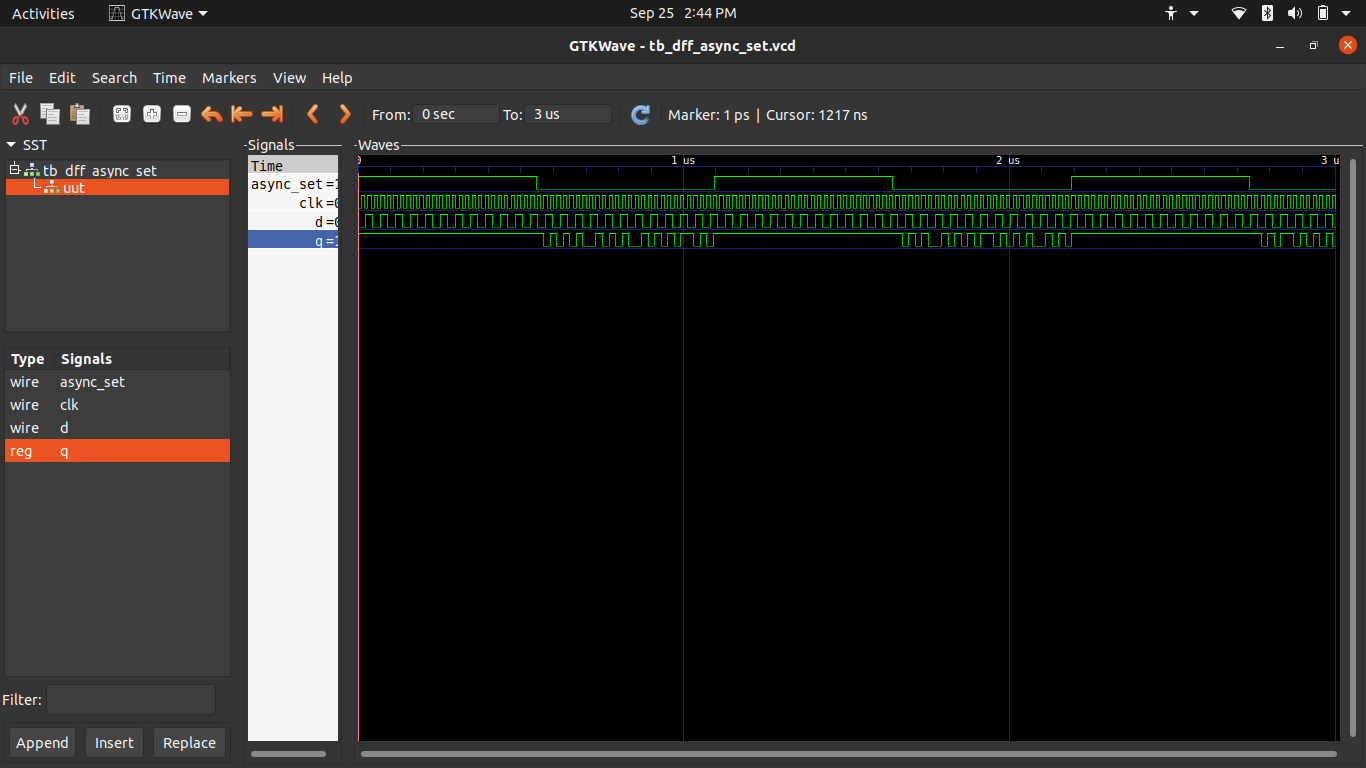 Activities GTKWave Sep 25 2:44 PM
GTKWave - tb_dff_async_set.vcd
File Edit Search Time Markers View Help
From: 0 sec To: 3 us Marker: 1 ps | Cursor: 1217 ns
SST
tb_dff_async_set
uut
Type Signals
wire async_set
wire clk
wire d
reg q
Filter:
Append Insert Replace
Signals
Time
async_set=1
clk=0
d=0
q=1
Waves
0 1 us 2 us 3 u